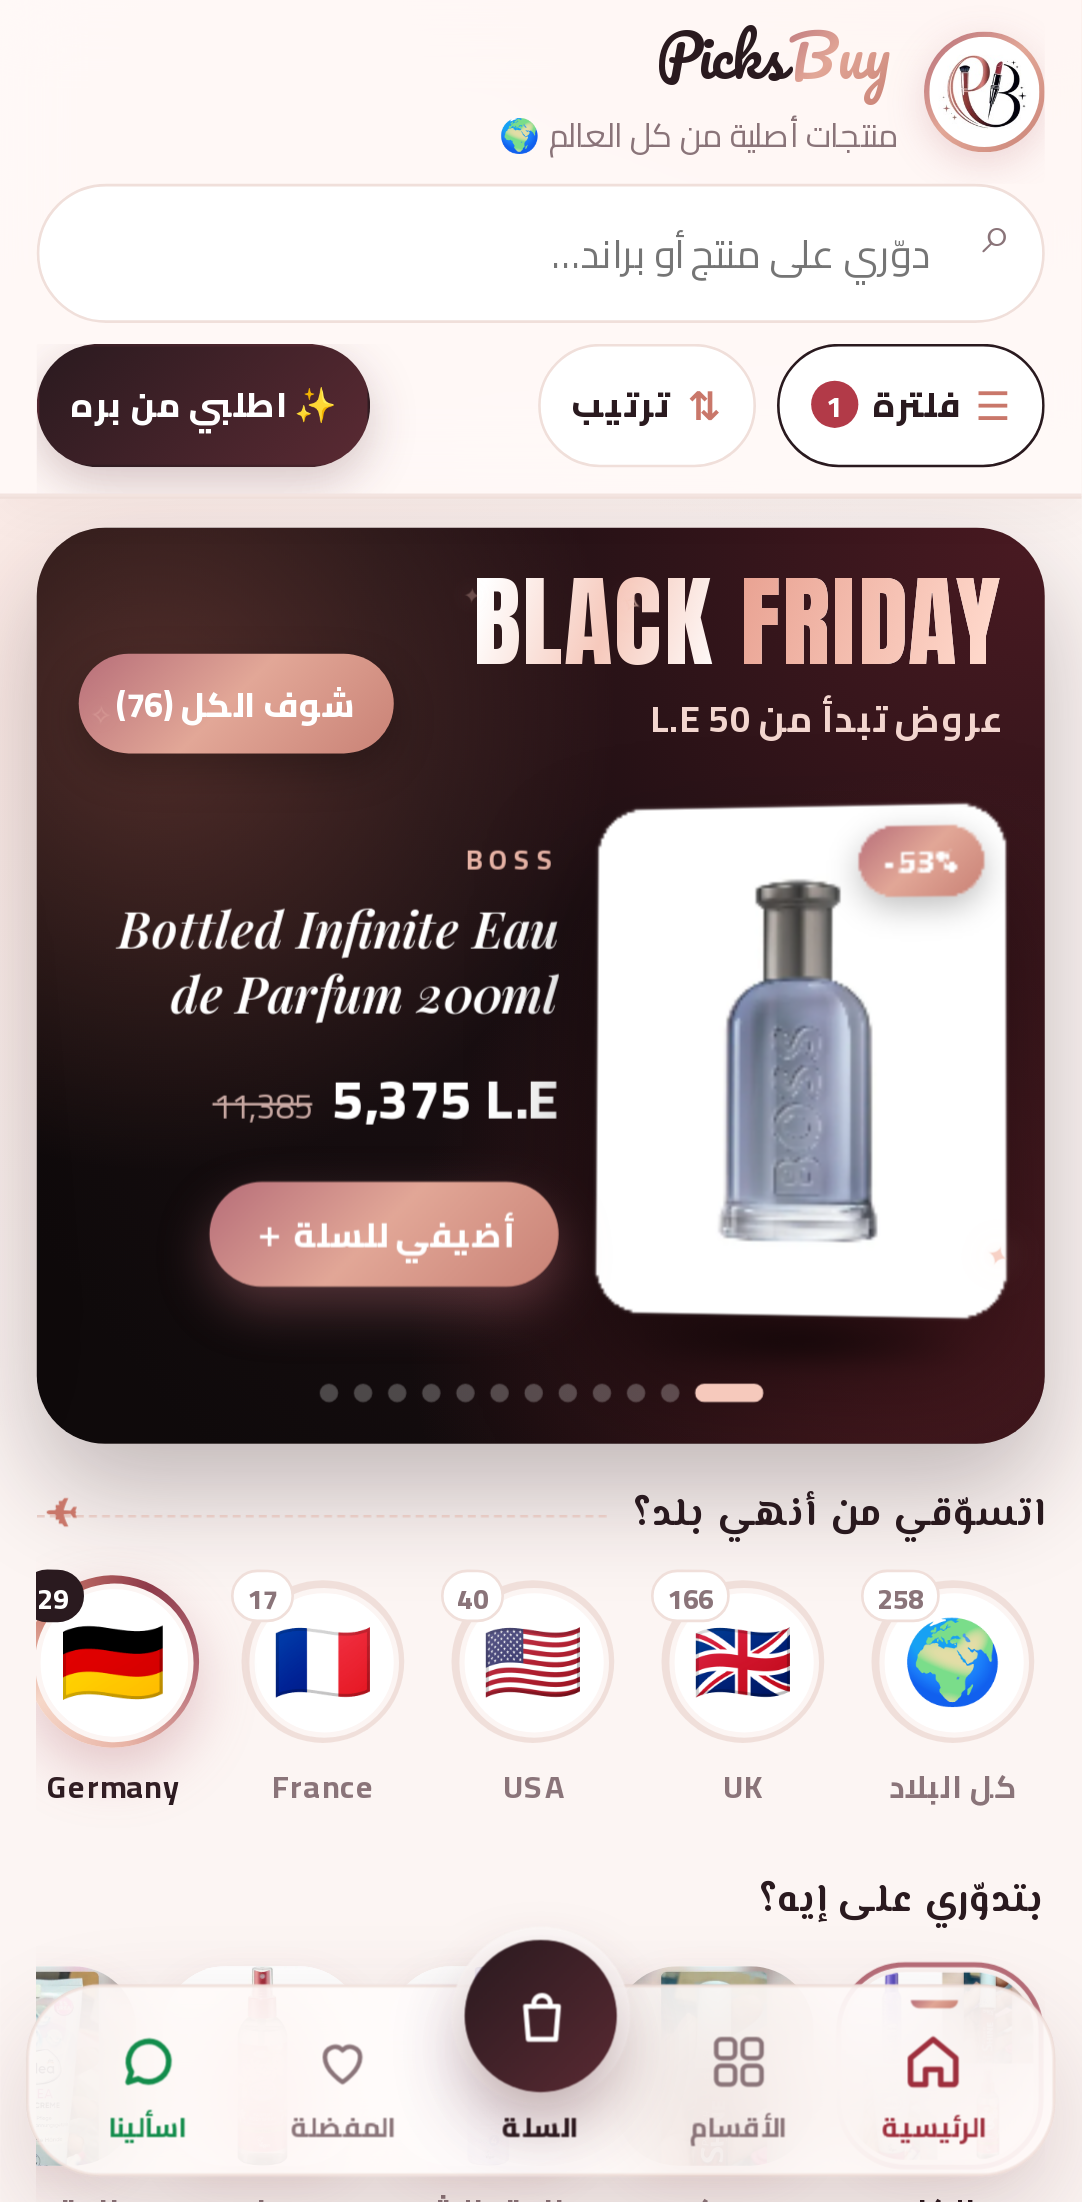 PicksBuy
منتجات أصلية من كل العالم 🌍
دوّري على منتج أو براند...
فلترة 1
ترتيب
✨ اطلبي من بره
BLACK FRIDAY
عروض تبدأ من 50 L.E
شوف الكل (76)
-53%
BOSS
BOSS
Bottled Infinite Eau
de Parfum 200ml
5,375 L.E 11,385
أضيفي للسلة +
اتسوّقي من أنهي بلد؟
258
166
40
17
29
كل البلاد
UK
USA
France
Germany
بتدوّري على إيه؟
الرئيسية
الأقسام
السلة
المفضلة
اسألينا